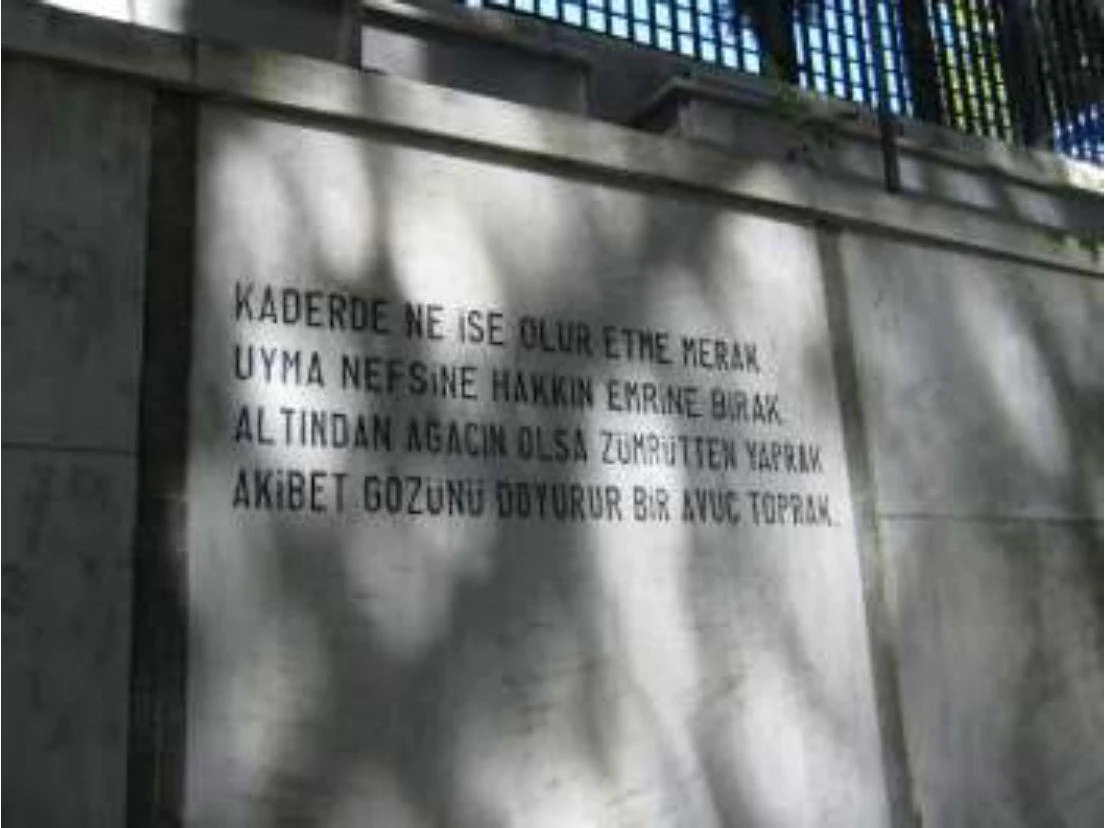 KADERDE NE İSE OLUR ETME MERAK
UYMA NEFSİNE HAKKIN EMRİNE BIRAK
ALTINDAN AGACIN OLSA ZÜMRÜTTEN YAPRAK
AKİBET GÖZÜNÜ DOYURUR BİR AVUÇ TOPRAK.